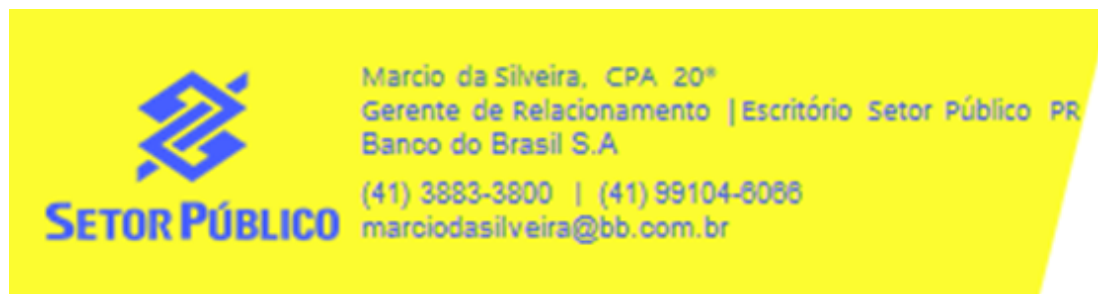 Marcio da Silveira, CPA 20®
Gerente de Relacionamento | Escritório Setor Público PR
Banco do Brasil S.A
(41) 3883-3800 | (41) 99104-6066
marciodasilveira@bb.com.br
SETOR PÚBLICO